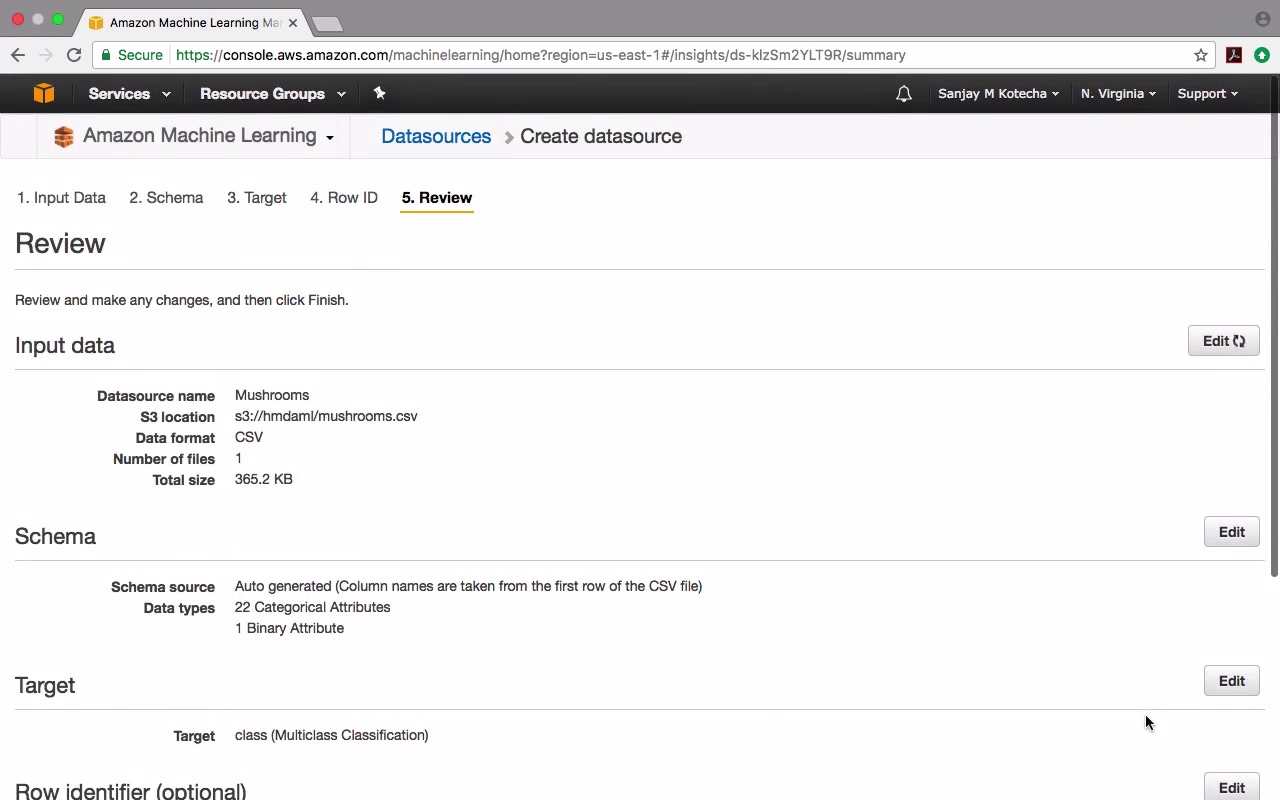 Amazon Machine Learning Ma
Secure https://console.aws.amazon.com/machinelearning/home?region=us-east-1#/insights/ds-klzSm2YLT9R/summary
Services Resource Groups Sanjay M Kotecha N. Virginia Support
Amazon Machine Learning Datasources Create datasource
1. Input Data 2. Schema 3. Target 4. Row ID 5. Review
Review
Review and make any changes, and then click Finish.
Input data Edit
Datasource name Mushrooms
S3 location s3://hmdaml/mushrooms.csv
Data format CSV
Number of files 1
Total size 365.2 KB
Schema Edit
Schema source Auto generated (Column names are taken from the first row of the CSV file)
Data types 22 Categorical Attributes
1 Binary Attribute
Target Edit
Target class (Multiclass Classification)
Row identifier (optional) Edit